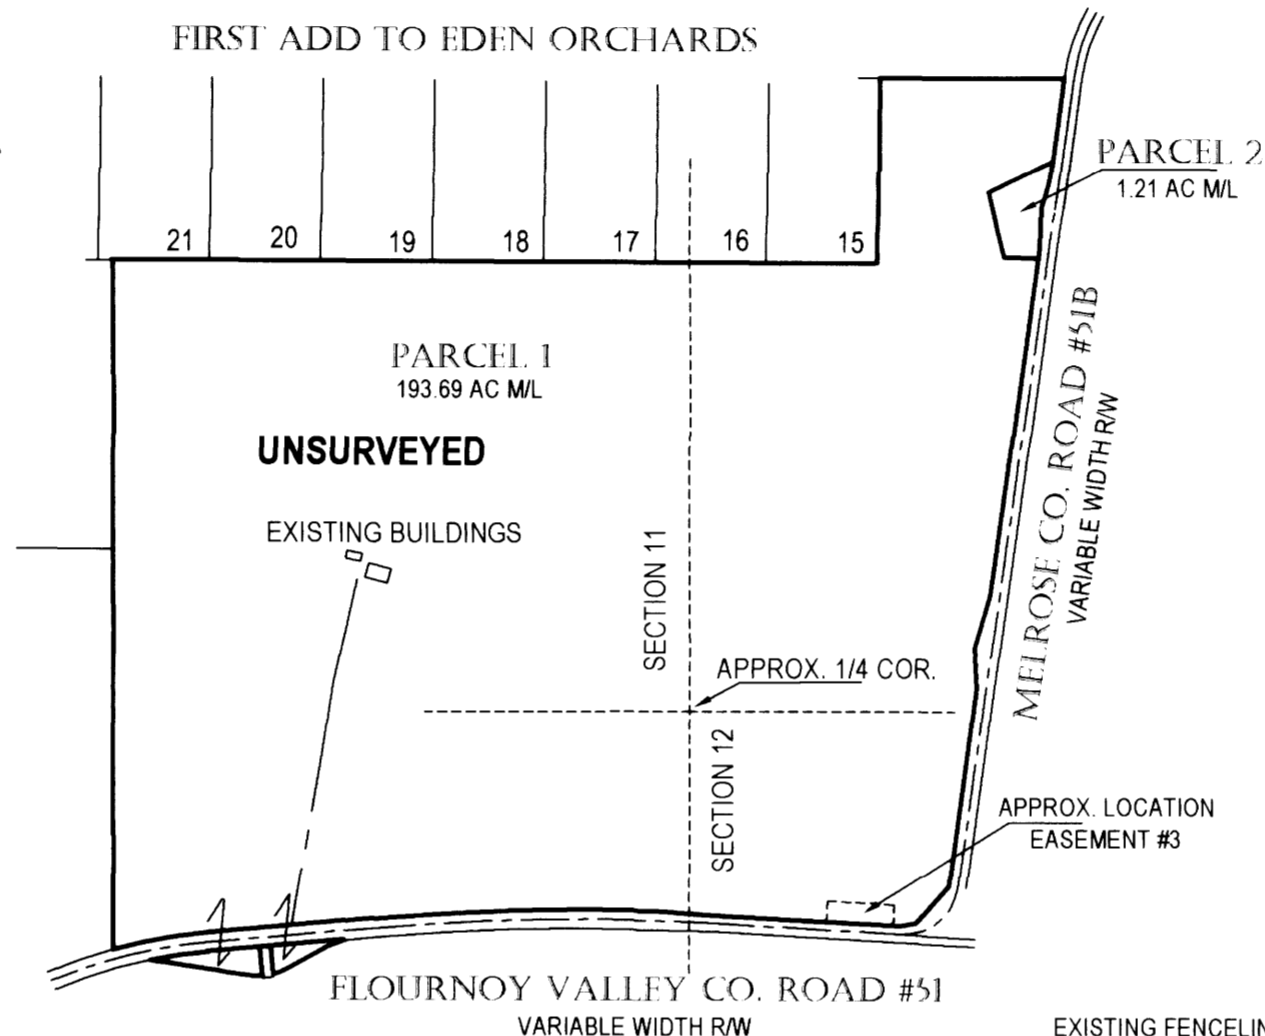 FIRST ADD TO EDEN ORCHARDS
PARCEL 2
1.21 AC M/L
21 20 19 18 17 16 15
PARCEL 1
193.69 AC M/L
UNSURVEYED
EXISTING BUILDINGS
MELROSE CO. ROAD #51B
VARIABLE WIDTH R/W
SECTION 11
APPROX. 1/4 COR.
SECTION 12
APPROX. LOCATION
EASEMENT #3
FLOURNOY VALLEY CO. ROAD #51
VARIABLE WIDTH R/W
EXISTING